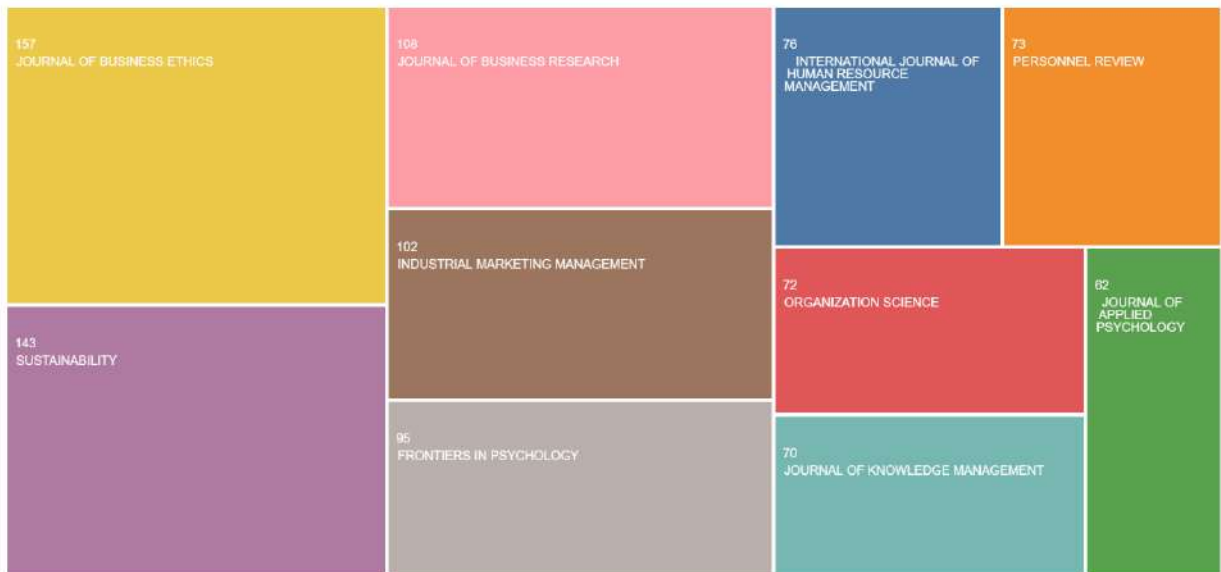 157
JOURNAL OF BUSINESS ETHICS
143
SUSTAINABILITY
108
JOURNAL OF BUSINESS RESEARCH
102
INDUSTRIAL MARKETING MANAGEMENT
95
FRONTIERS IN PSYCHOLOGY
76
INTERNATIONAL JOURNAL OF
HUMAN RESOURCE
MANAGEMENT
73
PERSONNEL REVIEW
72
ORGANIZATION SCIENCE
70
JOURNAL OF KNOWLEDGE MANAGEMENT
62
JOURNAL OF
APPLIED
PSYCHOLOGY